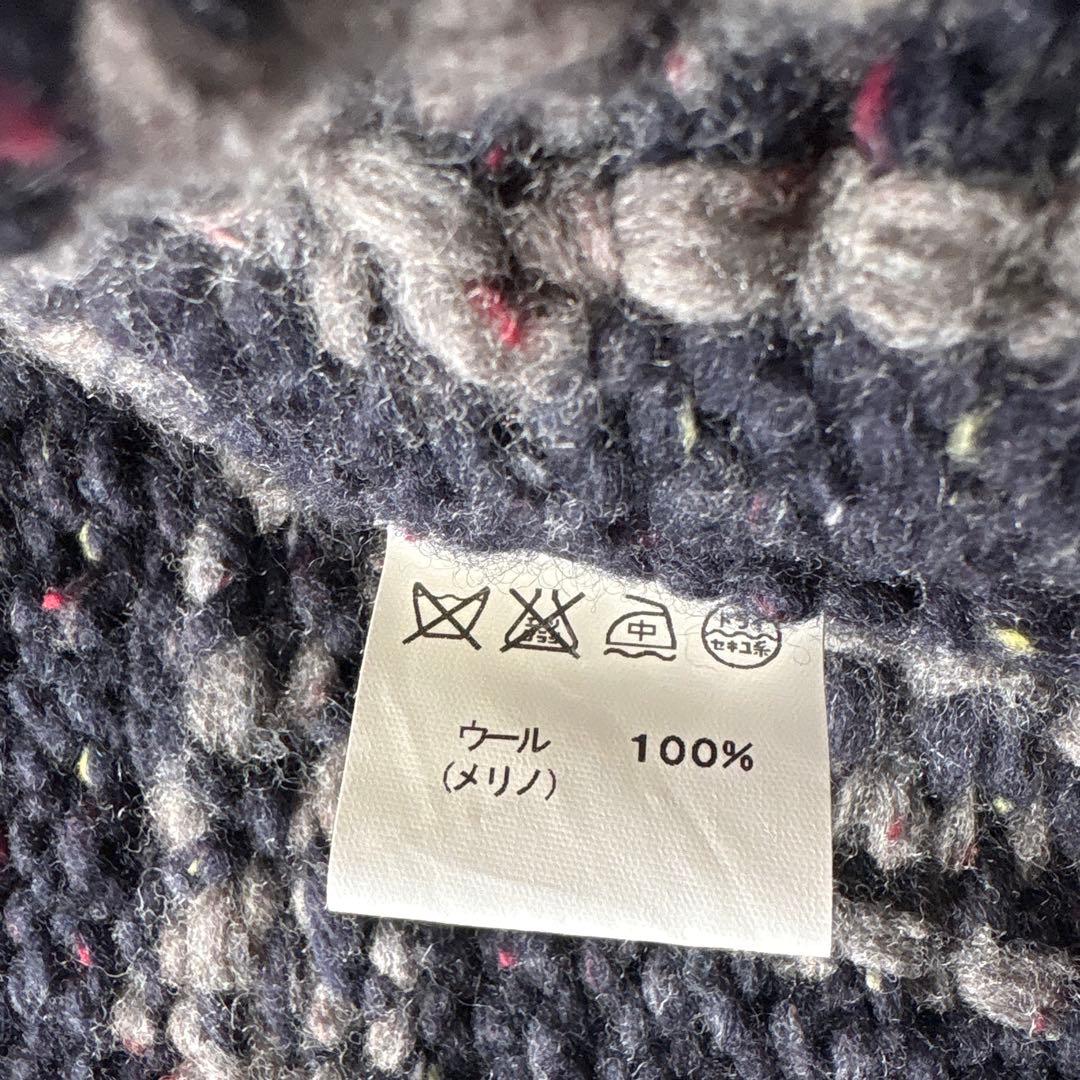 中
ドライ
セキユ系
ウール 100%
(メリノ)